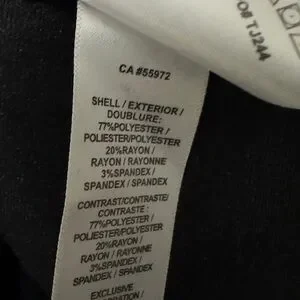 CA #55972
SHELL / EXTERIOR /
DOUBLURE:
77%POLYESTER /
POLIESTER/POLYESTER
20%RAYON /
RAYON / RAYONNE
3%SPANDEX /
SPANDEX / SPANDEX
CONTRAST/CONTRASTE/
CONTRASTE :
77%POLYESTER /
POLIESTER/POLYESTER
20%RAYON /
RAYON / RAYONNE
3%SPANDEX /
SPANDEX / SPANDEX
EXCLUSIVE
TJ244